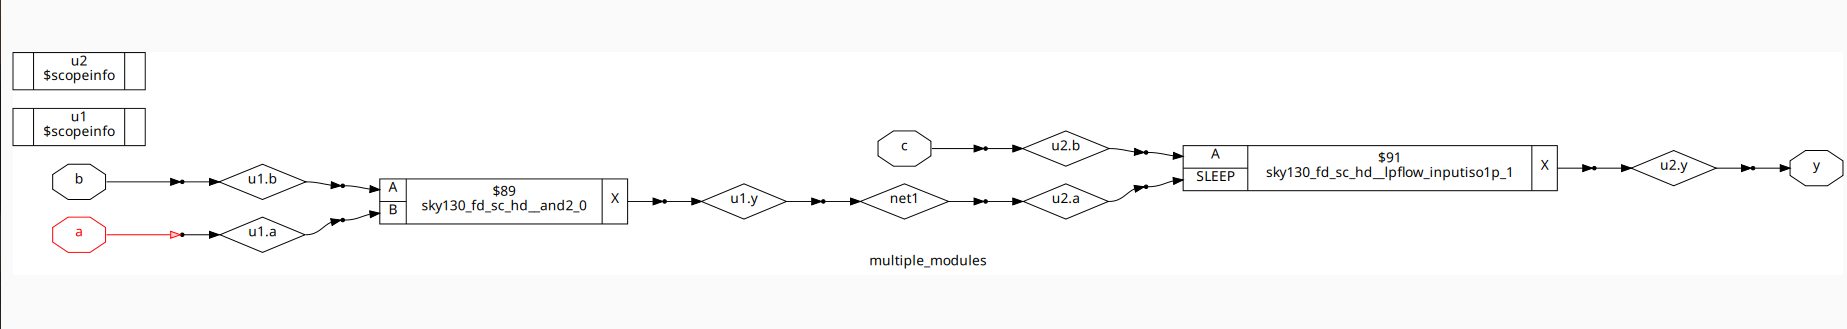 u2
$scopeinfo
u1
$scopeinfo
b
u1.b
a
u1.a
A
B
$89
sky130_fd_sc_hd__and2_0
X
u1.y
net1
c
u2.b
u2.a
A
SLEEP
$91
sky130_fd_sc_hd__lpflow_inputiso1p_1
X
u2.y
y
multiple_modules